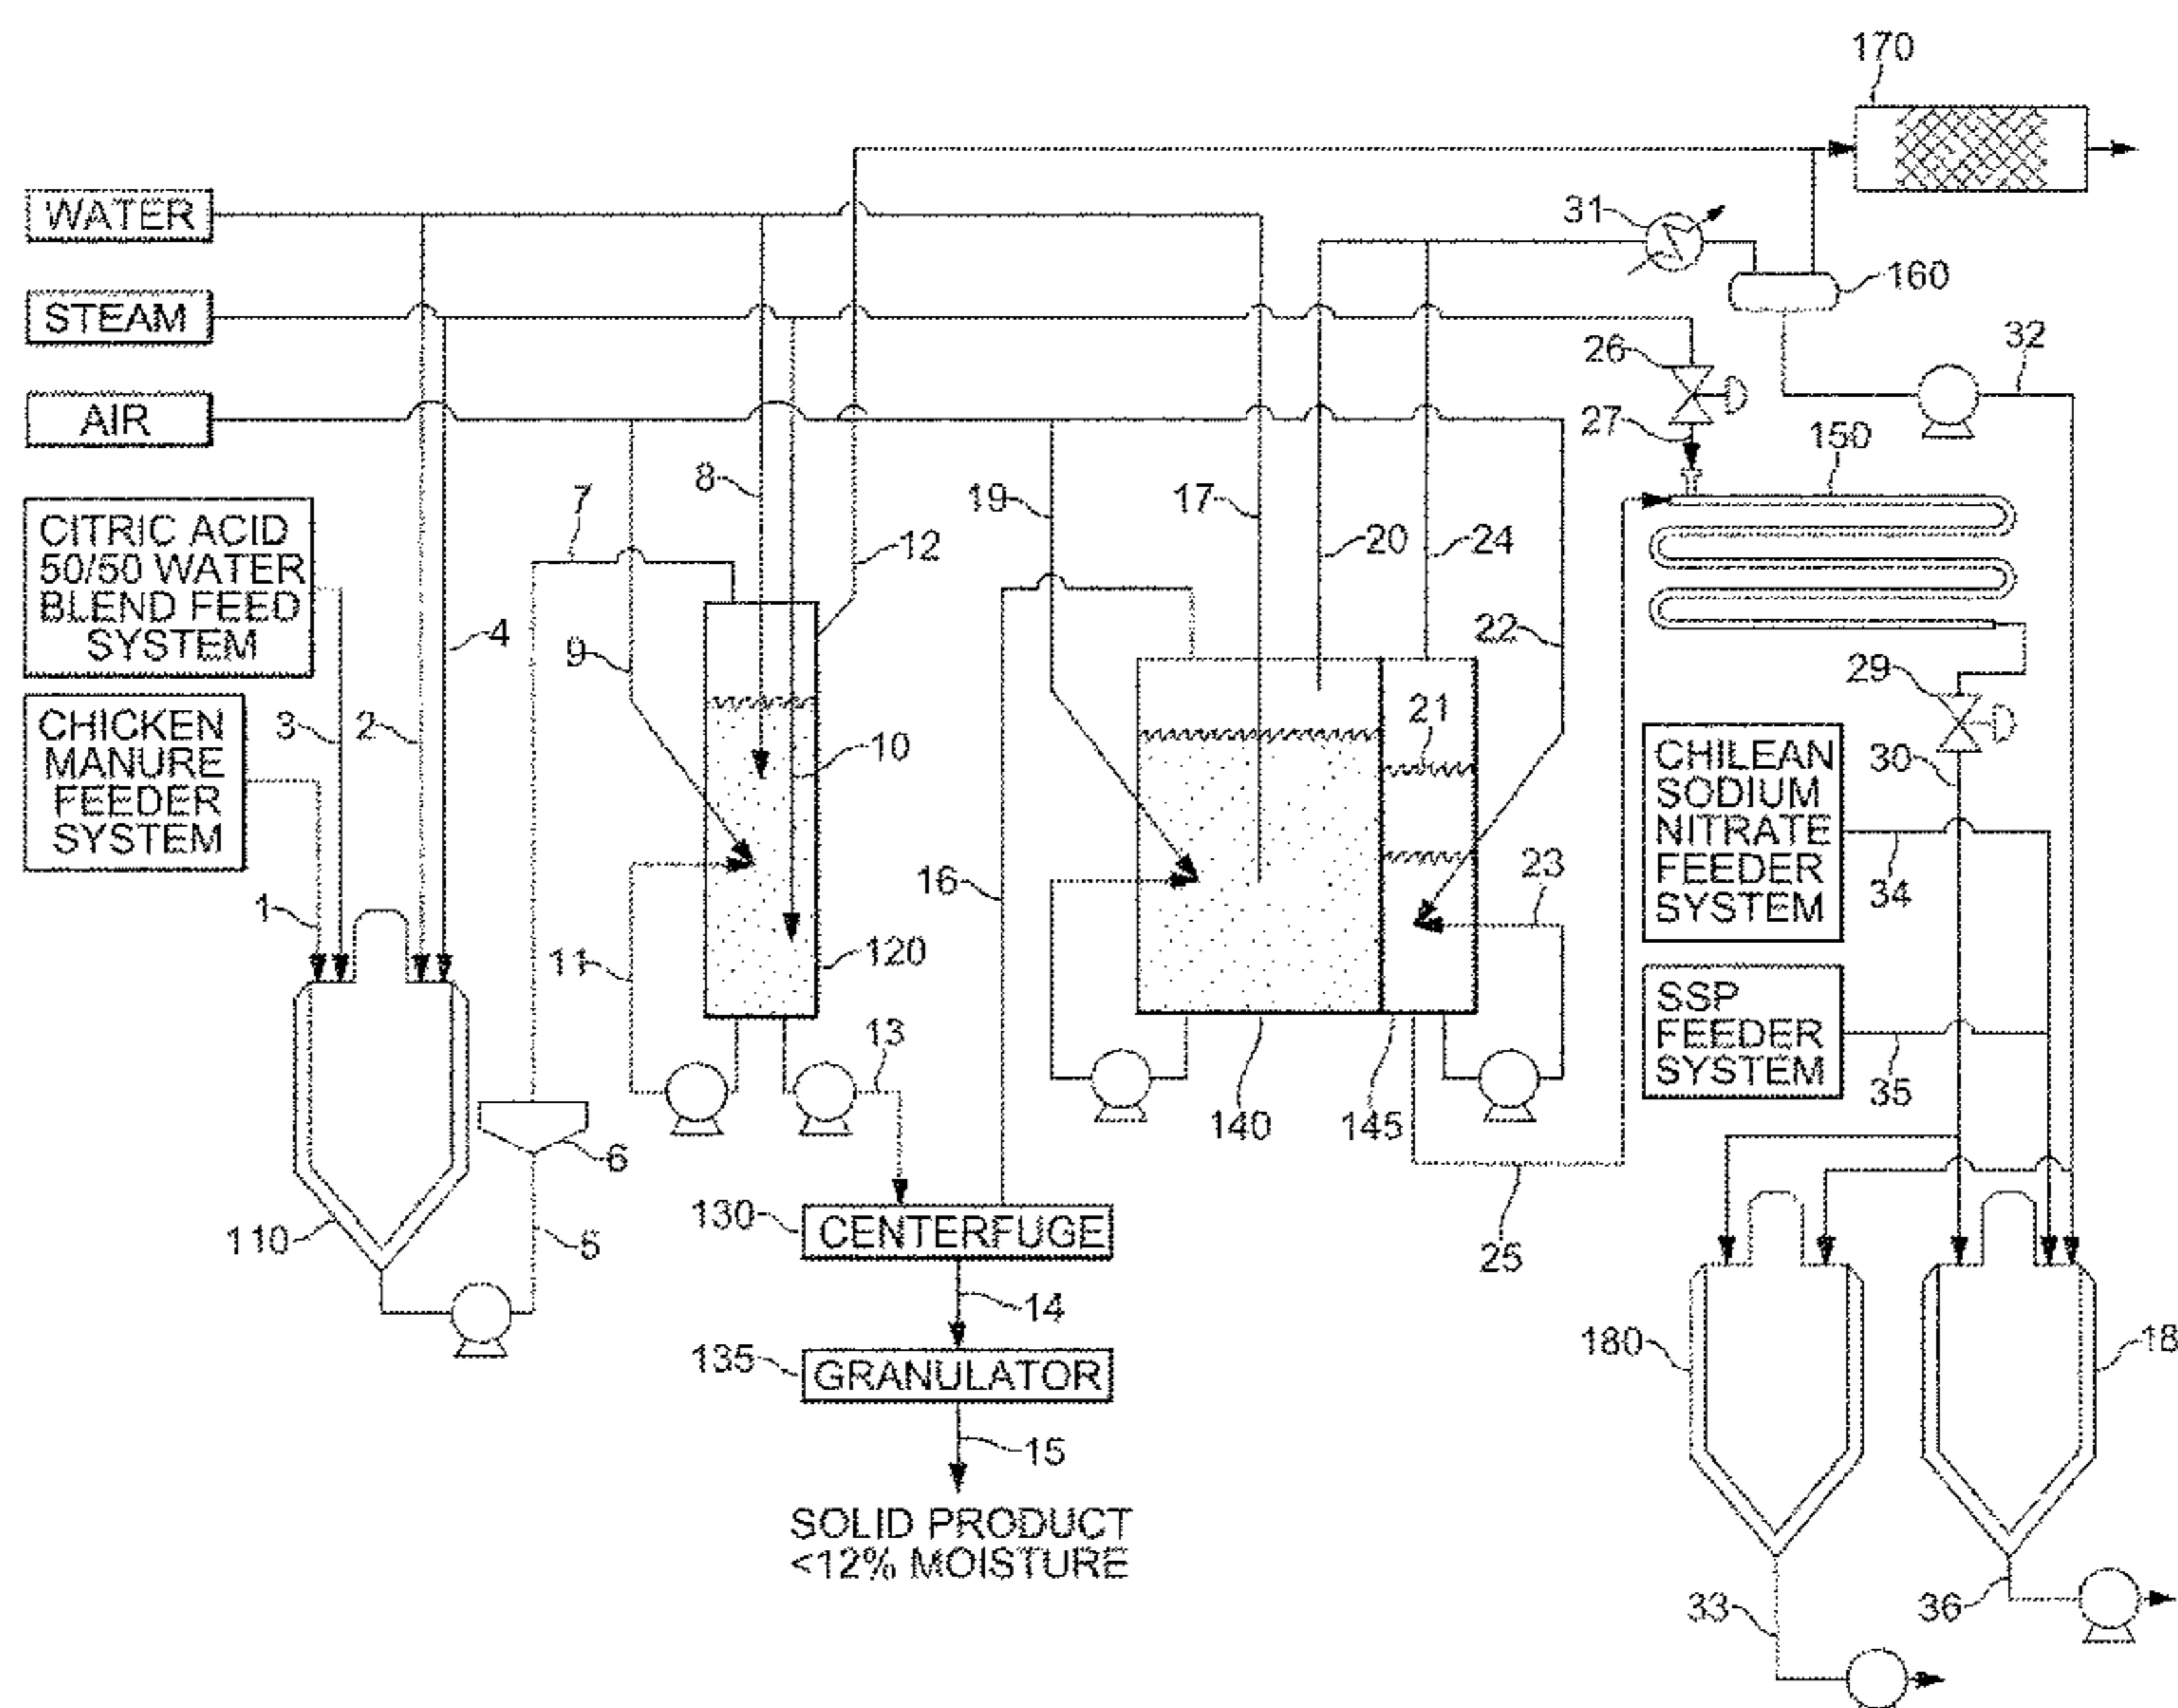 170
WATER
31
160
STEAM
26
32
AIR
27
150
8
7
19
17
CITRIC ACID
50/50 WATER
BLEND FEED
SYSTEM
12
20
24
4
9
22
29
CHICKEN
MANURE
FEEDER
SYSTEM
3
2
21
10
30
CHILEAN
SODIUM
NITRATE
FEEDER
SYSTEM
16
23
34
1
11
120
13
SSP
FEEDER
SYSTEM
35
140
145
6
130
CENTERFUGE
110
5
25
14
135
GRANULATOR
180
18
15
SOLID PRODUCT
<12% MOISTURE
33
36